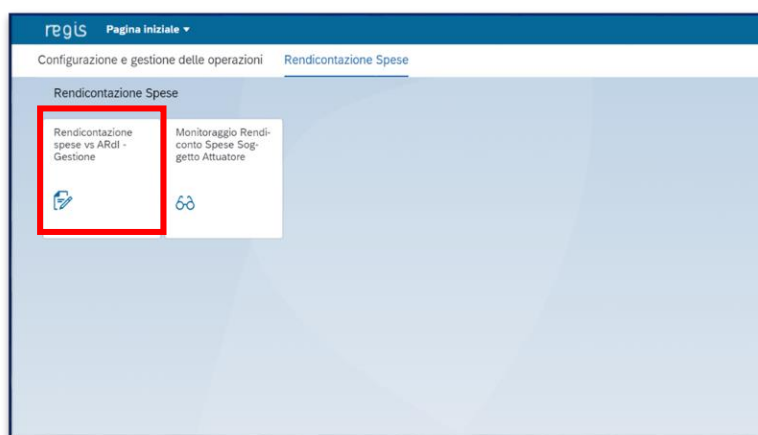 regis Pagina iniziale
Configurazione e gestione delle operazioni Rendicontazione Spese
Rendicontazione Spese
Rendicontazione
spese vs ARdI -
Gestione
Monitoraggio Rendi-
conto Spese Sog-
getto Attuatore